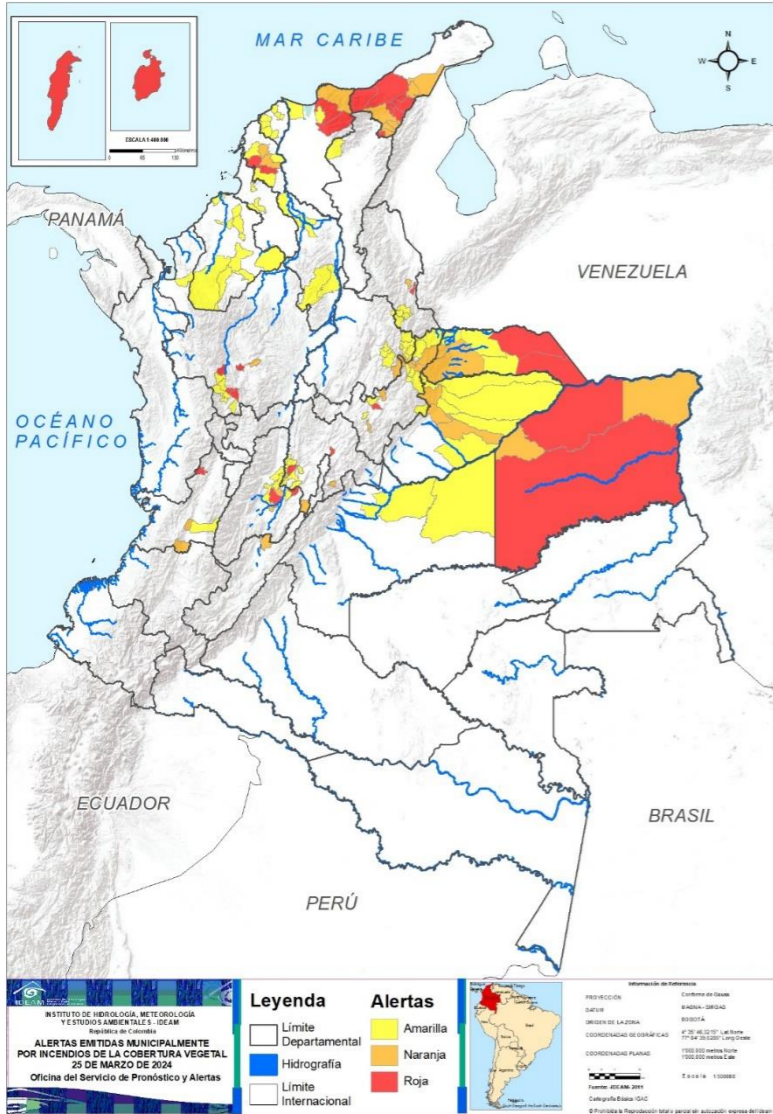 MAR CARIBE
N
W
E
S
ESCALA 1:400.000
PANAMÁ
VENEZUELA
OCÉANO
PACÍFICO
ECUADOR
BRASIL
PERÚ
IDEAM
INSTITUTO DE HIDROLOGÍA, METEOROLOGÍA
Y ESTUDIOS AMBIENTALES - IDEAM
República de Colombia
ALERTAS EMITIDAS MUNICIPALMENTE
POR INCENDIOS DE LA COBERTURA VEGETAL
25 DE MARZO DE 2024
Oficina del Servicio de Pronóstico y Alertas
Leyenda
Límite
Departamental
Hidrografía
Límite
Internacional
Alertas
Amarilla
Naranja
Roja
Información de Referencia
PROYECCIÓN
Conforme de Gauss
DATUM
MAGNA - SIRGAS
ORIGEN DE LA ZONA:
BOGOTÁ
COORDENADAS GEOGRÁFICAS
COORDENADAS PLANAS
1'000.000 metros Norte
1'000.000 metros Este
Fuente: IDEAM- 2011
Cartografía Básica IGAC